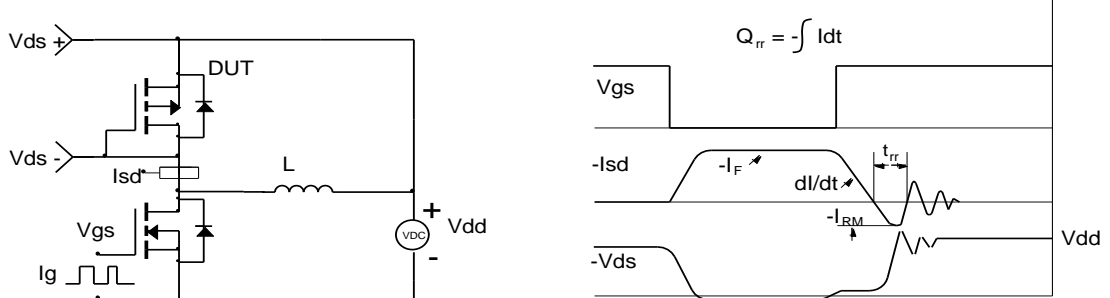 Vds +
DUT
Vds -
Isd
L
Vgs
Ig
+
VDC
-
Vdd
Qrr = -∫ Idt
Vgs
-Isd
-IF
trr
dI/dt
-IRM
-Vds
Vdd